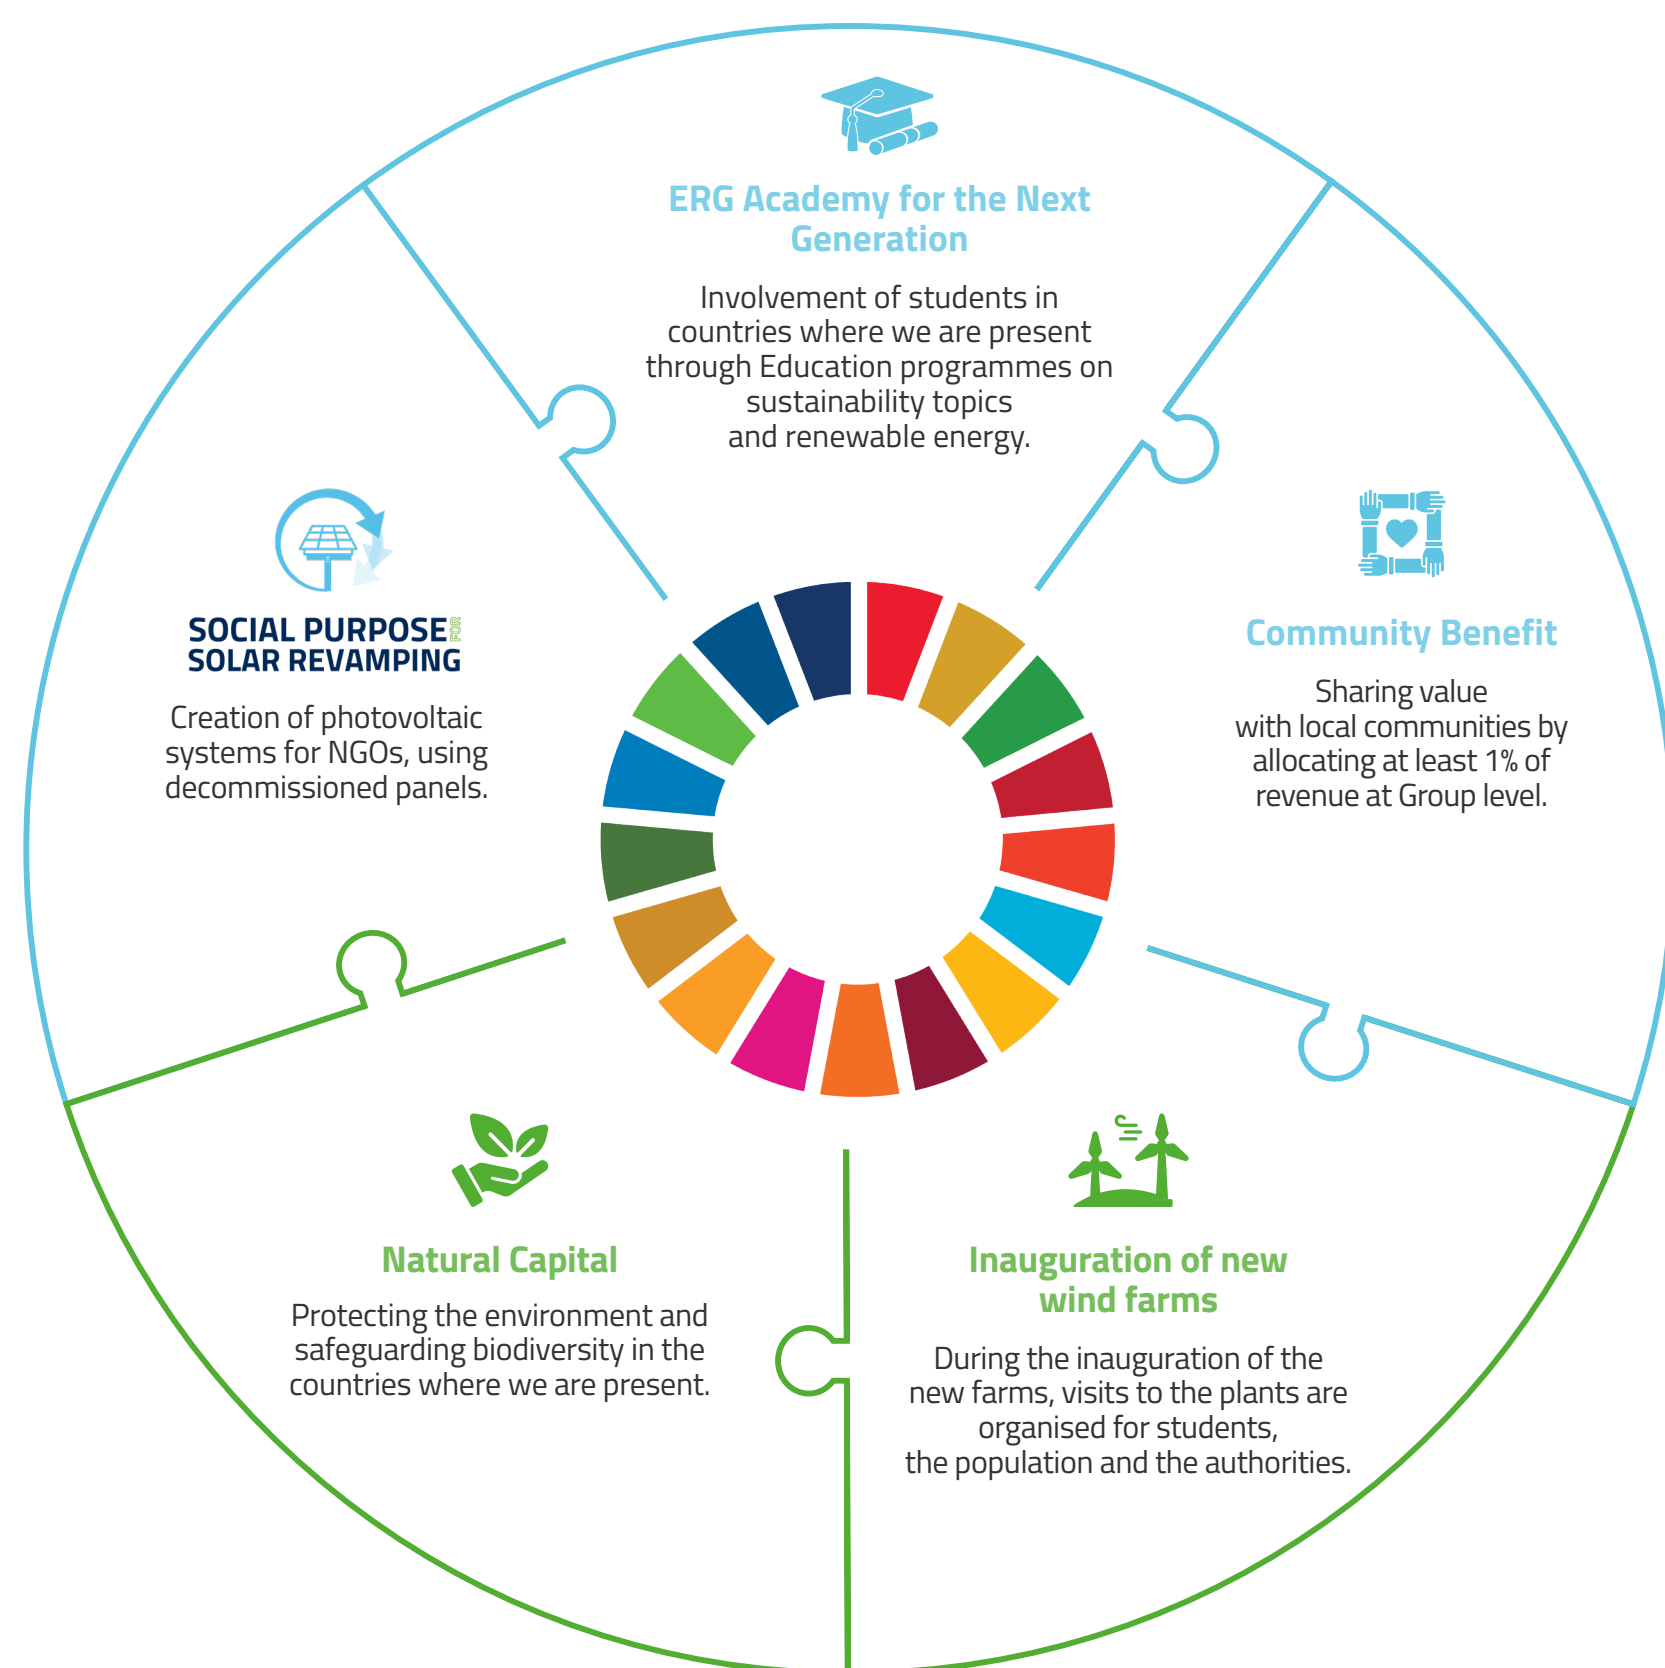 ERG Academy for the Next
Generation
Involvement of students in
countries where we are present
through Education programmes on
sustainability topics
and renewable energy.
SOCIAL PURPOSE FOR
SOLAR REVAMPING
Creation of photovoltaic
systems for NGOs, using
decommissioned panels.
Community Benefit
Sharing value
with local communities by
allocating at least 1% of
revenue at Group level.
Natural Capital
Protecting the environment and
safeguarding biodiversity in the
countries where we are present.
Inauguration of new
wind farms
During the inauguration of the
new farms, visits to the plants are
organised for students,
the population and the authorities.